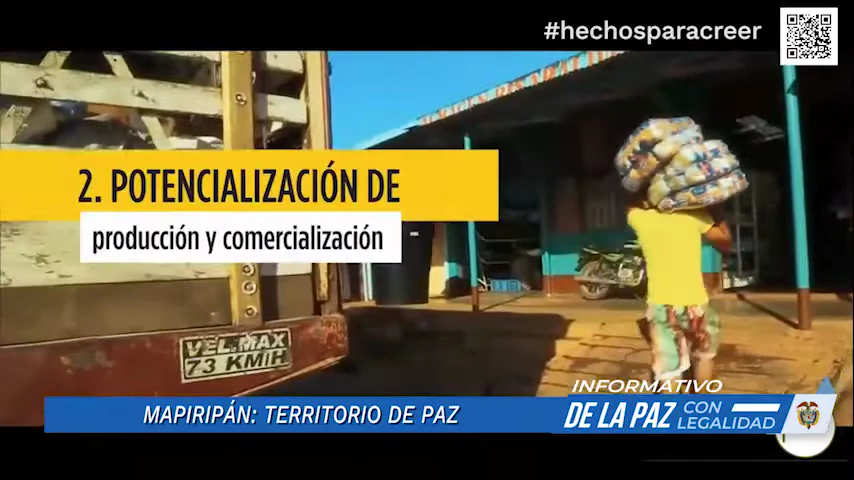 #hechosparacreer
2. POTENCIALIZACIÓN DE
producción y comercialización
VEL.MAX
73 KM/H
INFORMATIVO
MAPIRIPÁN: TERRITORIO DE PAZ
DE LA PAZ CON
LEGALIDAD